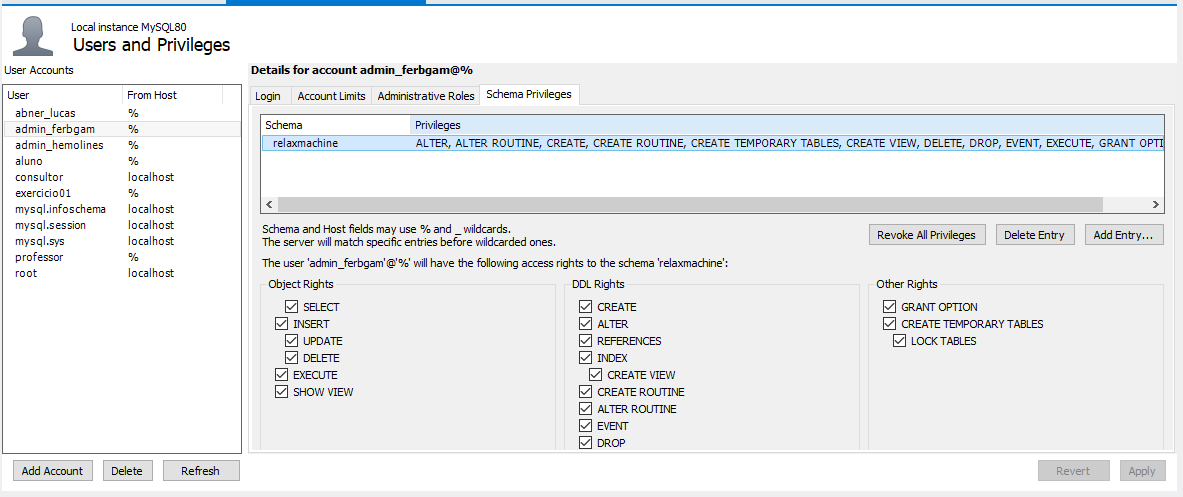 Local instance MySQL80
Users and Privileges
User Accounts
User From Host
abner_lucas %
admin_ferbgam %
admin_hemolines %
aluno %
consultor localhost
exercicio01 %
mysql.infoschema localhost
mysql.session localhost
mysql.sys localhost
professor %
root localhost
Add Account Delete Refresh
Details for account admin_ferbgam@%
Login Account Limits Administrative Roles Schema Privileges
Schema Privileges
relaxmachine ALTER, ALTER ROUTINE, CREATE, CREATE ROUTINE, CREATE TEMPORARY TABLES, CREATE VIEW, DELETE, DROP, EVENT, EXECUTE, GRANT OPTI
Schema and Host fields may use % and _ wildcards.
The server will match specific entries before wildcarded ones.
Revoke All Privileges Delete Entry Add Entry...
The user 'admin_ferbgam'@'%' will have the following access rights to the schema 'relaxmachine':
Object Rights
SELECT
INSERT
UPDATE
DELETE
EXECUTE
SHOW VIEW
DDL Rights
CREATE
ALTER
REFERENCES
INDEX
CREATE VIEW
CREATE ROUTINE
ALTER ROUTINE
EVENT
DROP
Other Rights
GRANT OPTION
CREATE TEMPORARY TABLES
LOCK TABLES
Revert Apply